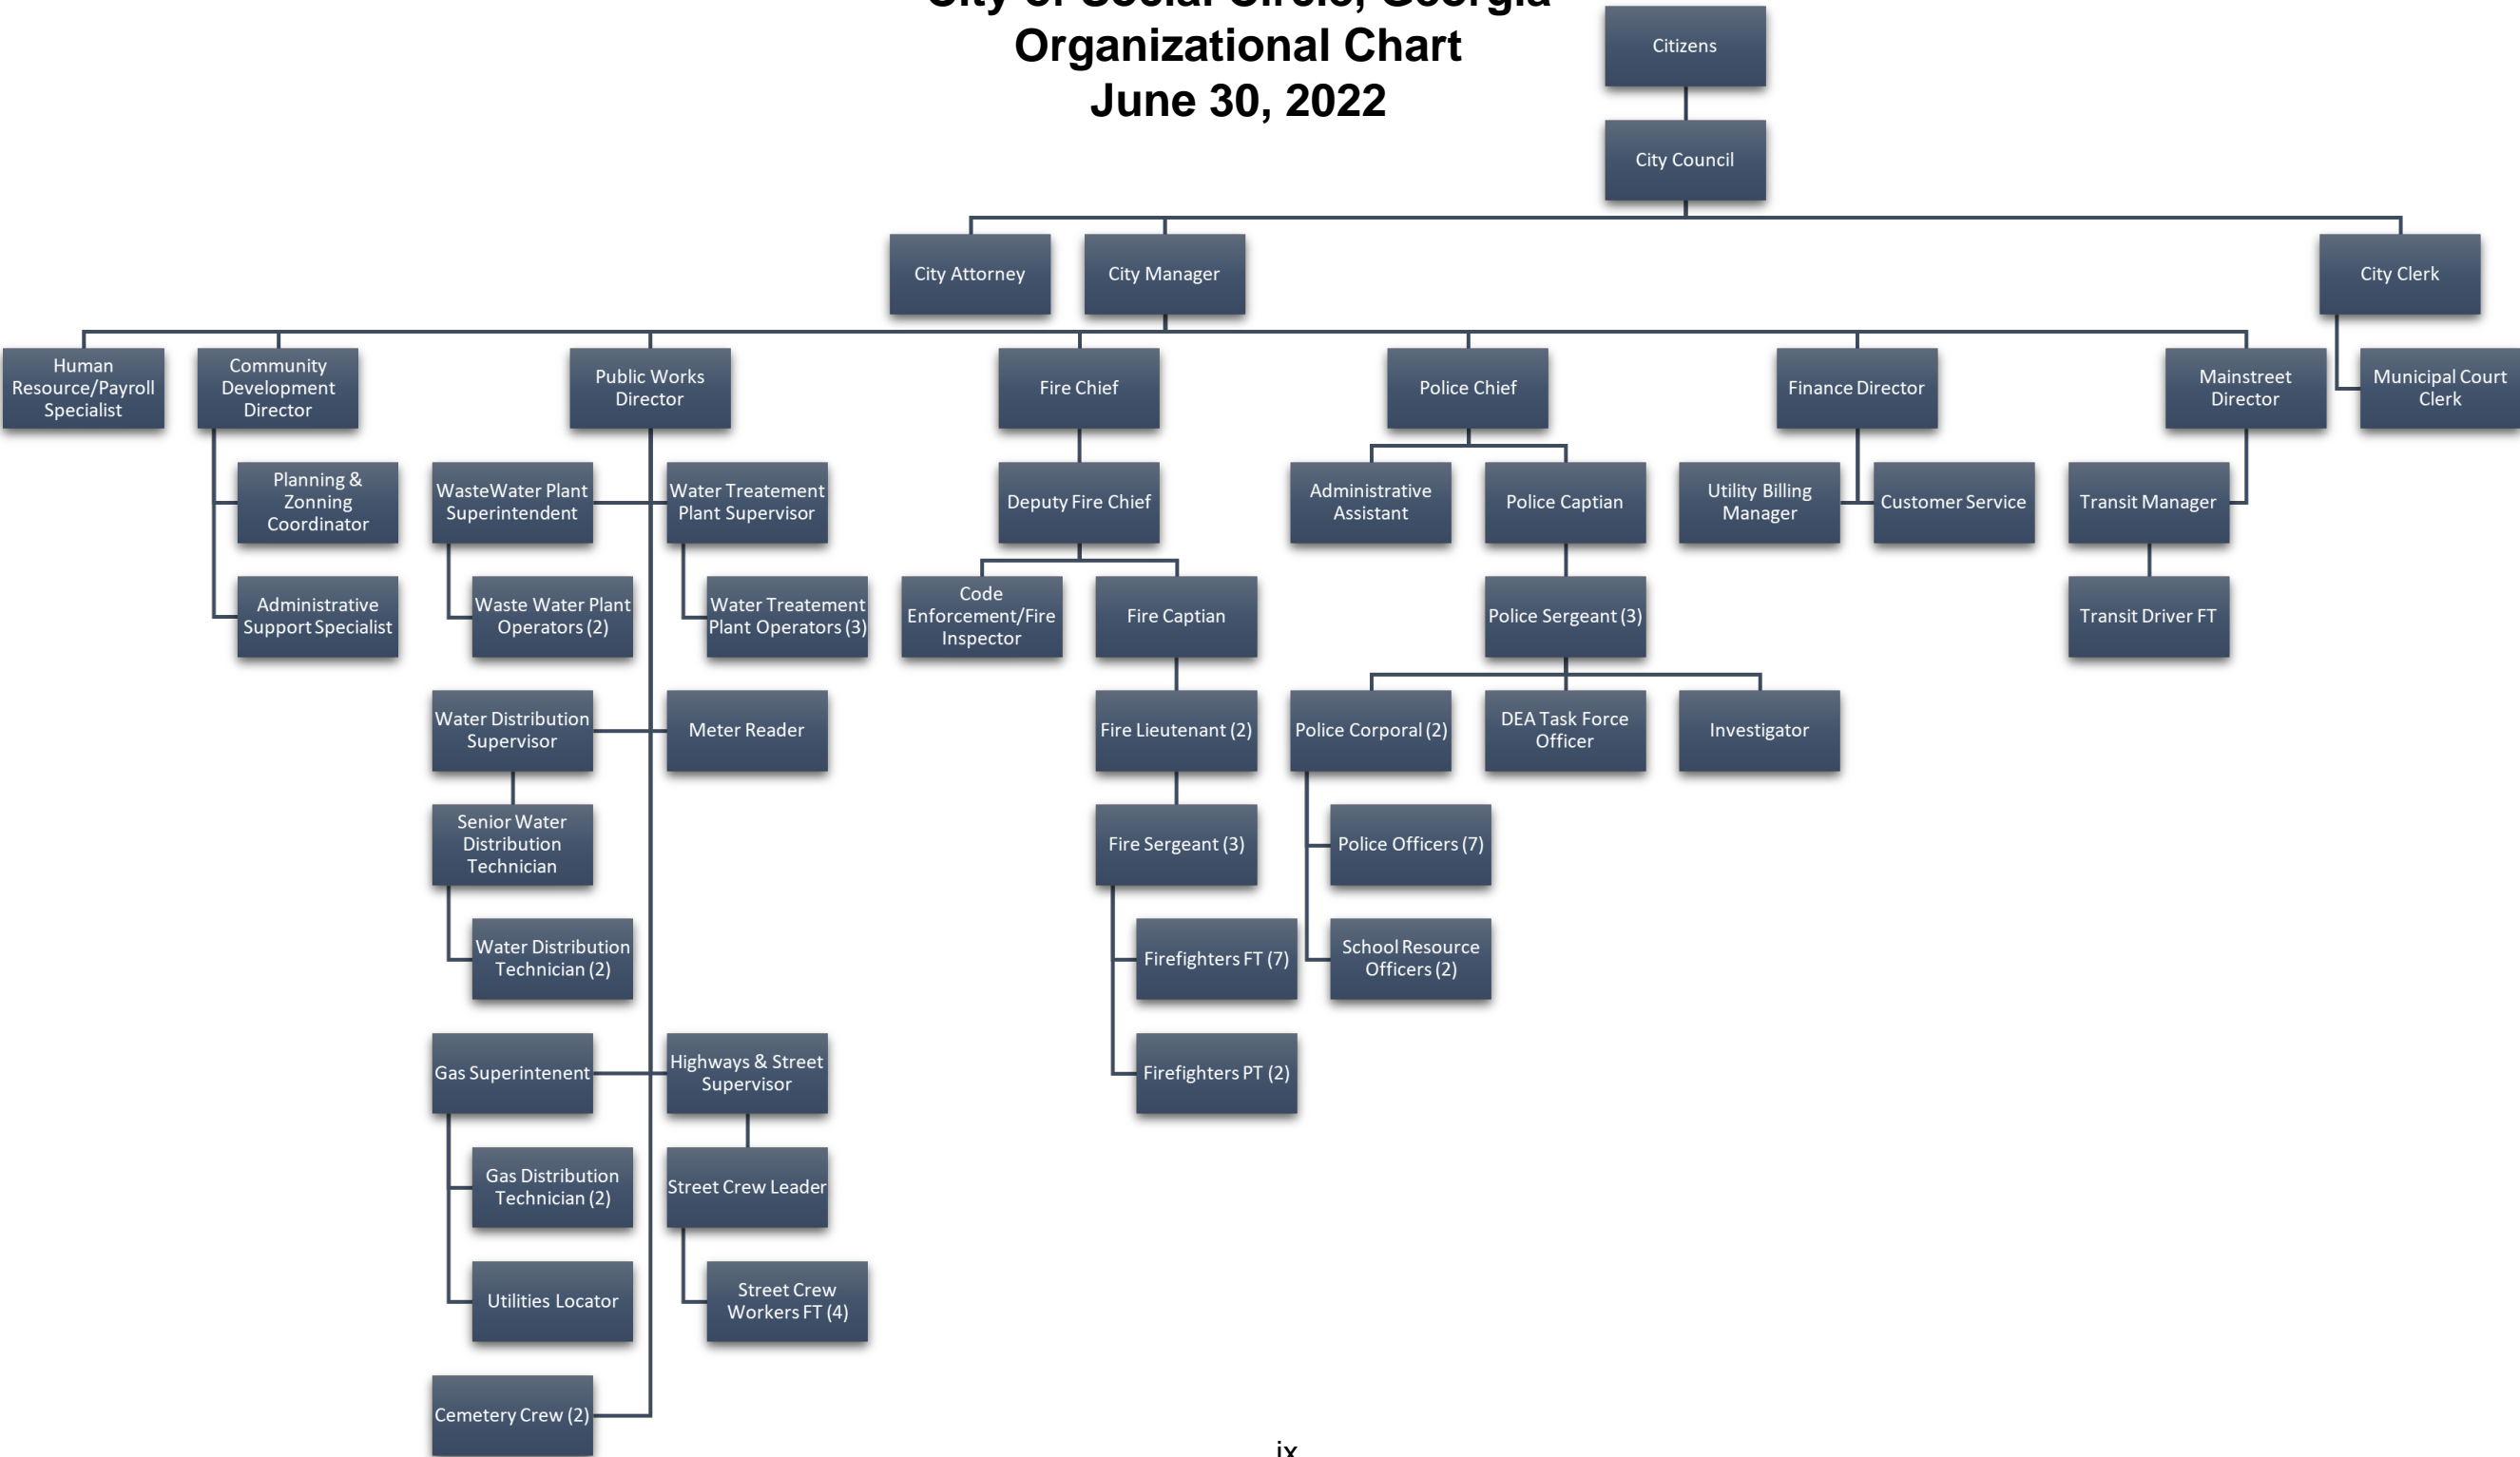 City of Social Circle, Georgia
Organizational Chart
June 30, 2022
Citizens
City Council
City Attorney
City Manager
City Clerk
Human
Resource/Payroll
Specialist
Community
Development
Director
Public Works
Director
Fire Chief
Police Chief
Finance Director
Mainstreet
Director
Municipal Court
Clerk
Planning &
Zonning
Coordinator
WasteWater Plant
Superintendent
Water Treatement
Plant Supervisor
Deputy Fire Chief
Administrative
Assistant
Police Captian
Utility Billing
Manager
Customer Service
Transit Manager
Administrative
Support Specialist
Waste Water Plant
Operators (2)
Water Treatement
Plant Operators (3)
Code
Enforcement/Fire
Inspector
Fire Captian
Police Sergeant (3)
Transit Driver FT
Water Distribution
Supervisor
Meter Reader
Fire Lieutenant (2)
Police Corporal (2)
DEA Task Force
Officer
Investigator
Senior Water
Distribution
Technician
Fire Sergeant (3)
Police Officers (7)
Water Distribution
Technician (2)
Firefighters FT (7)
School Resource
Officers (2)
Gas Superintenent
Highways & Street
Supervisor
Firefighters PT (2)
Gas Distribution
Technician (2)
Street Crew Leader
Utilities Locator
Street Crew
Workers FT (4)
Cemetery Crew (2)
ix